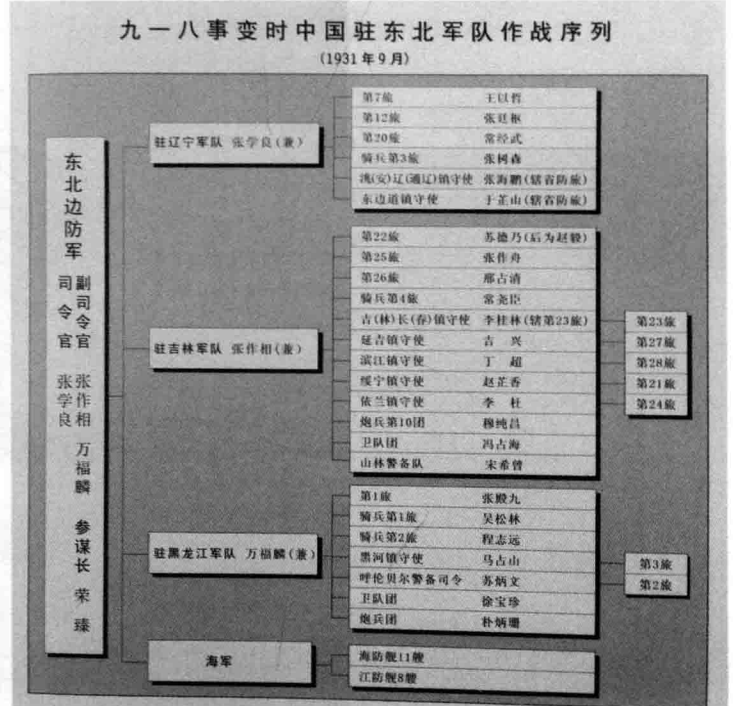 九一八事变时中国驻东北军队作战序列
(1931年9月)
东北边防军
司令官 张学良
副司令官 张作相 万福麟
参谋长 荣臻
驻辽宁军队 张学良(兼)
第7旅 王以哲
第12旅 张廷枢
第20旅 常经武
骑兵第3旅 张树森
洮(安)辽(通辽)镇守使 张海鹏(辖省防旅)
东边道镇守使 于芷山(辖省防旅)
驻吉林军队 张作相(兼)
第22旅 苏德乃(后为赵毅)
第25旅 张作舟
第26旅 邢占清
骑兵第4旅 常尧臣
吉(林)长(春)镇守使 李桂林(辖第23旅) 第23旅
延吉镇守使 吉兴 第27旅
滨江镇守使 丁超 第28旅
绥宁镇守使 赵芷香 第21旅
依兰镇守使 李杜 第24旅
炮兵第10团 穆纯昌
卫队团 冯占海
山林警备队 宋希曾
驻黑龙江军队 万福麟(兼)
第1旅 张殿九
骑兵第1旅 吴松林
骑兵第2旅 程志远
黑河镇守使 马占山 第3旅
呼伦贝尔警备司令 苏炳文 第2旅
卫队团 徐宝珍
炮兵团 朴炳珊
海军
海防舰11艘
江防舰8艘